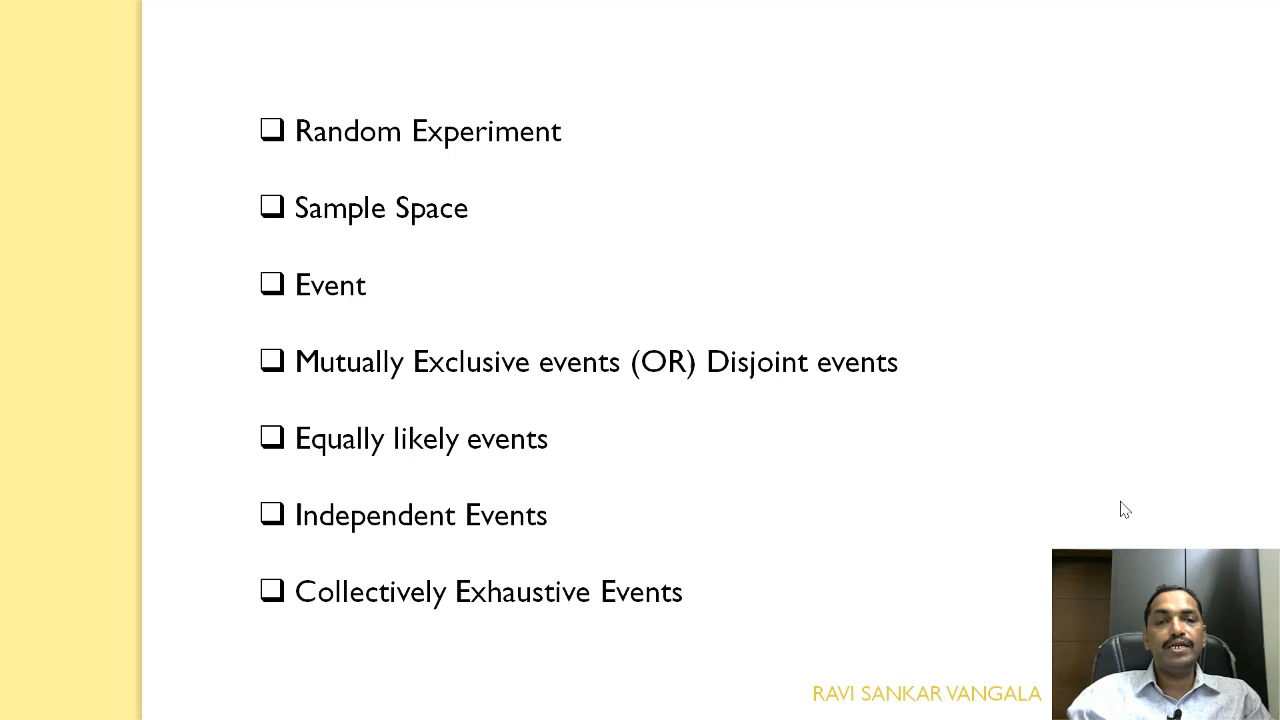 Random Experiment
Sample Space
Event
Mutually Exclusive events (OR) Disjoint events
Equally likely events
Independent Events
Collectively Exhaustive Events
RAVI SANKAR VANGALA